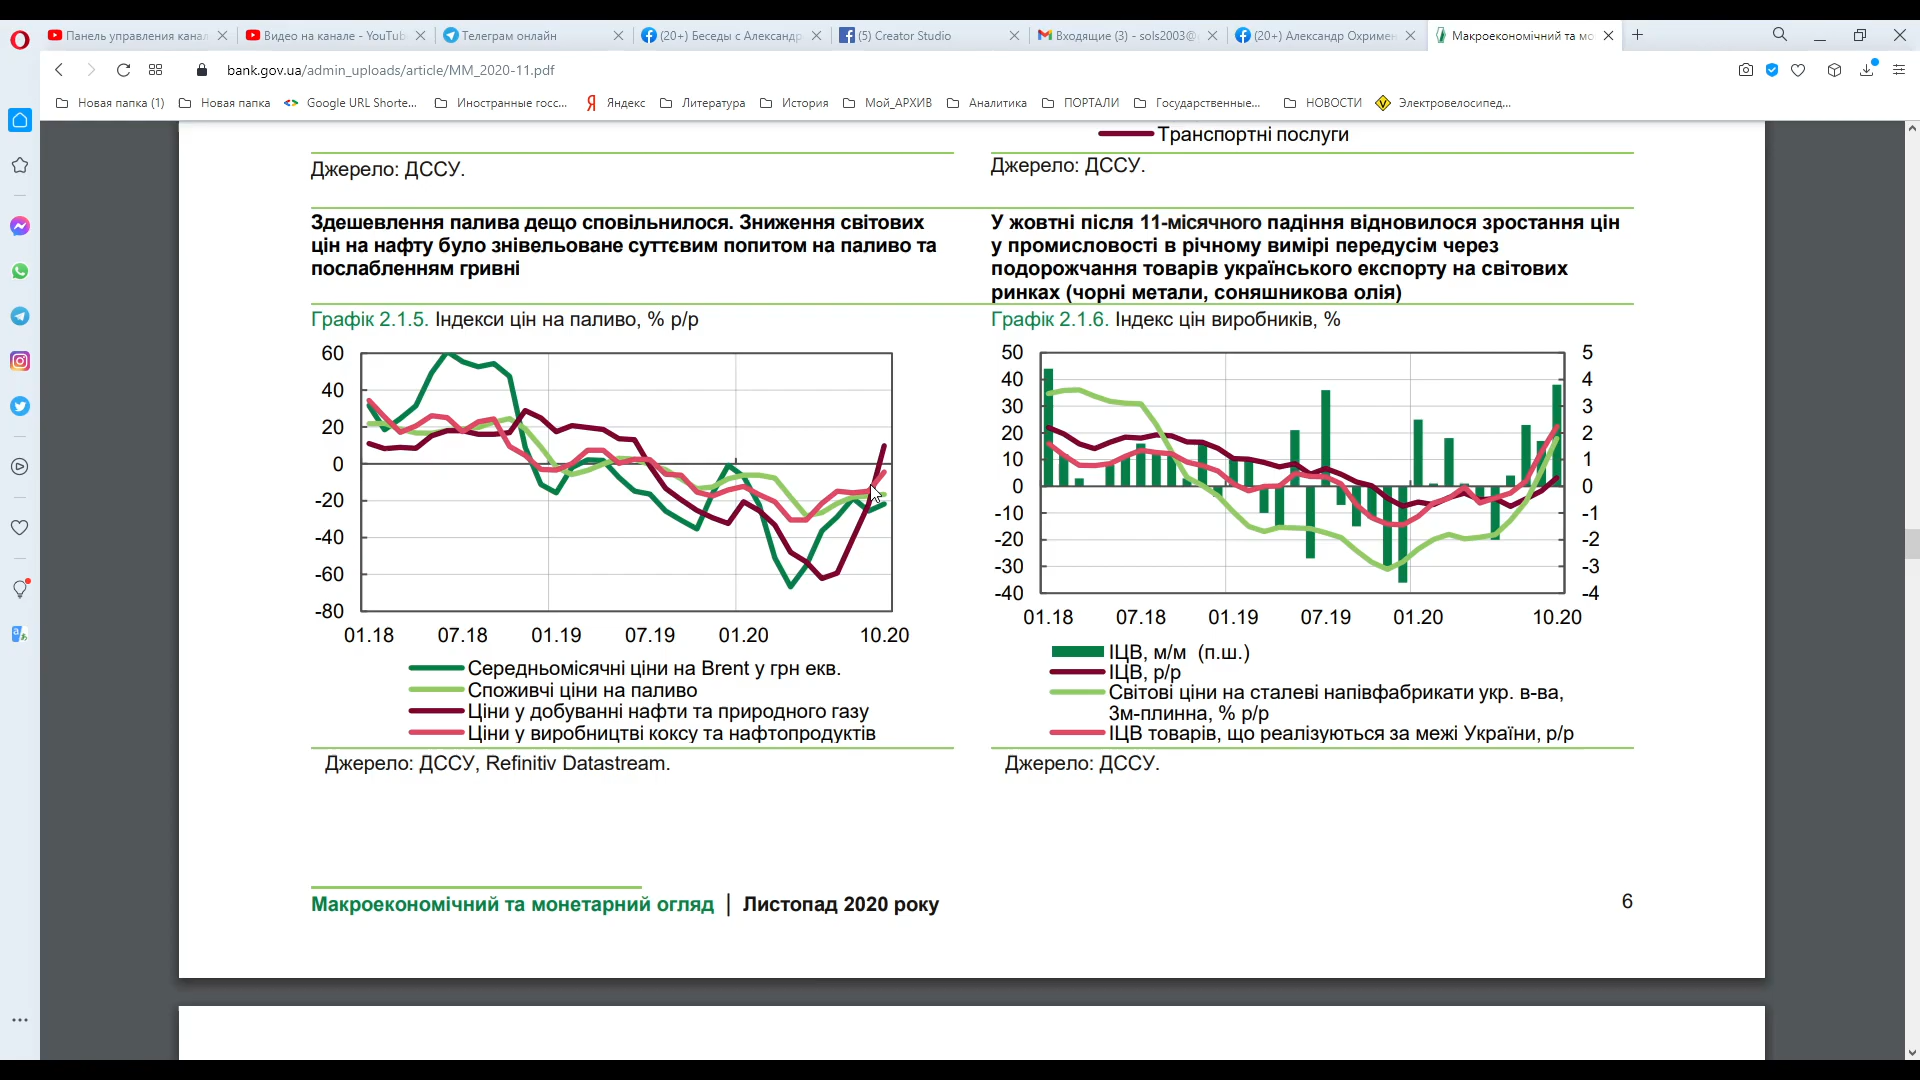 Панель управления канал
Видео на канале - YouTub
Телеграм онлайн
(20+) Беседы с Александр
(5) Creator Studio
Входящие (3) - sols2003@
(20+) Александр Охримен
Макроекономічний та мо
bank.gov.ua/admin_uploads/article/MM_2020-11.pdf
Новая папка (1)
Новая папка
Google URL Shorte...
Иностранные госс...
Яндекс
Литература
История
Мой_АРХИВ
Аналитика
ПОРТАЛИ
Государственные...
НОВОСТИ
Электровелосипед...
Транспортні послуги
Джерело: ДССУ.
Джерело: ДССУ.
Здешевлення палива дещо сповільнилося. Зниження світових
цін на нафту було знівельоване суттєвим попитом на паливо та
послабленням гривні
Графік 2.1.5. Індекси цін на паливо, % р/р
60
40
20
0
-20
-40
-60
-80
01.18 07.18 01.19 07.19 01.20 10.20
Середньомісячні ціни на Brent у грн екв.
Споживчі ціни на паливо
Ціни у добуванні нафти та природного газу
Ціни у виробництві коксу та нафтопродуктів
Джерело: ДССУ, Refinitiv Datastream.
У жовтні після 11-місячного падіння відновилося зростання цін
у промисловості в річному вимірі передусім через
подорожчання товарів українського експорту на світових
ринках (чорні метали, соняшникова олія)
Графік 2.1.6. Індекс цін виробників, %
50
40
30
20
10
0
-10
-20
-30
-40
5
4
3
2
1
0
-1
-2
-3
-4
01.18 07.18 01.19 07.19 01.20 10.20
ІЦВ, м/м (п.ш.)
ІЦВ, р/р
Світові ціни на сталеві напівфабрикати укр. в-ва,
3м-плинна, % р/р
ІЦВ товарів, що реалізуються за межі України, р/р
Джерело: ДССУ.
Макроекономічний та монетарний огляд | Листопад 2020 року
6